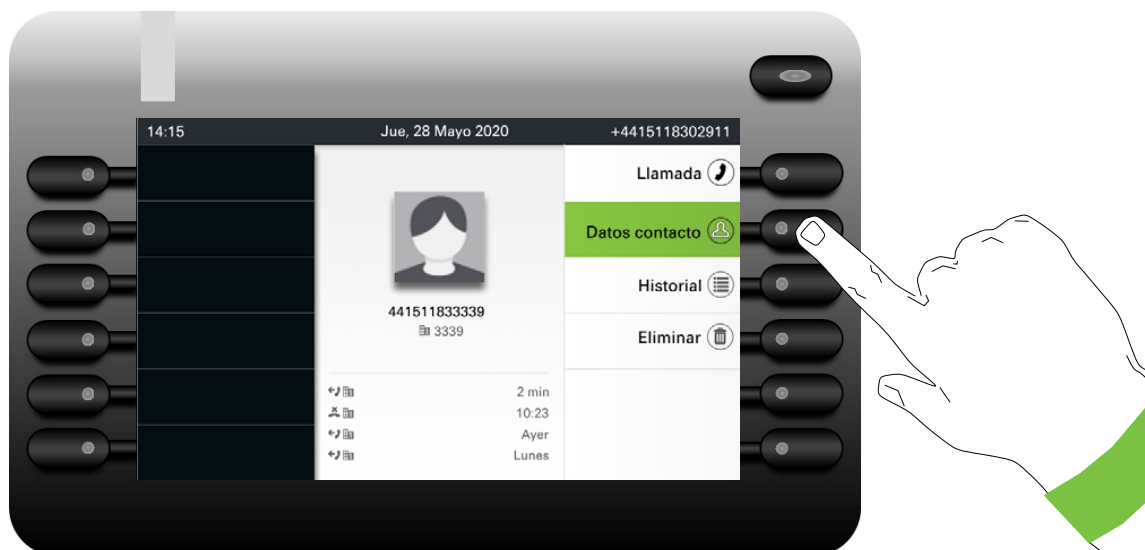 14:15 Jue, 28 Mayo 2020 +4415118302911
Llamada
Datos contacto
Historial
Eliminar
441511833339
3339
2 min
10:23
Ayer
Lunes